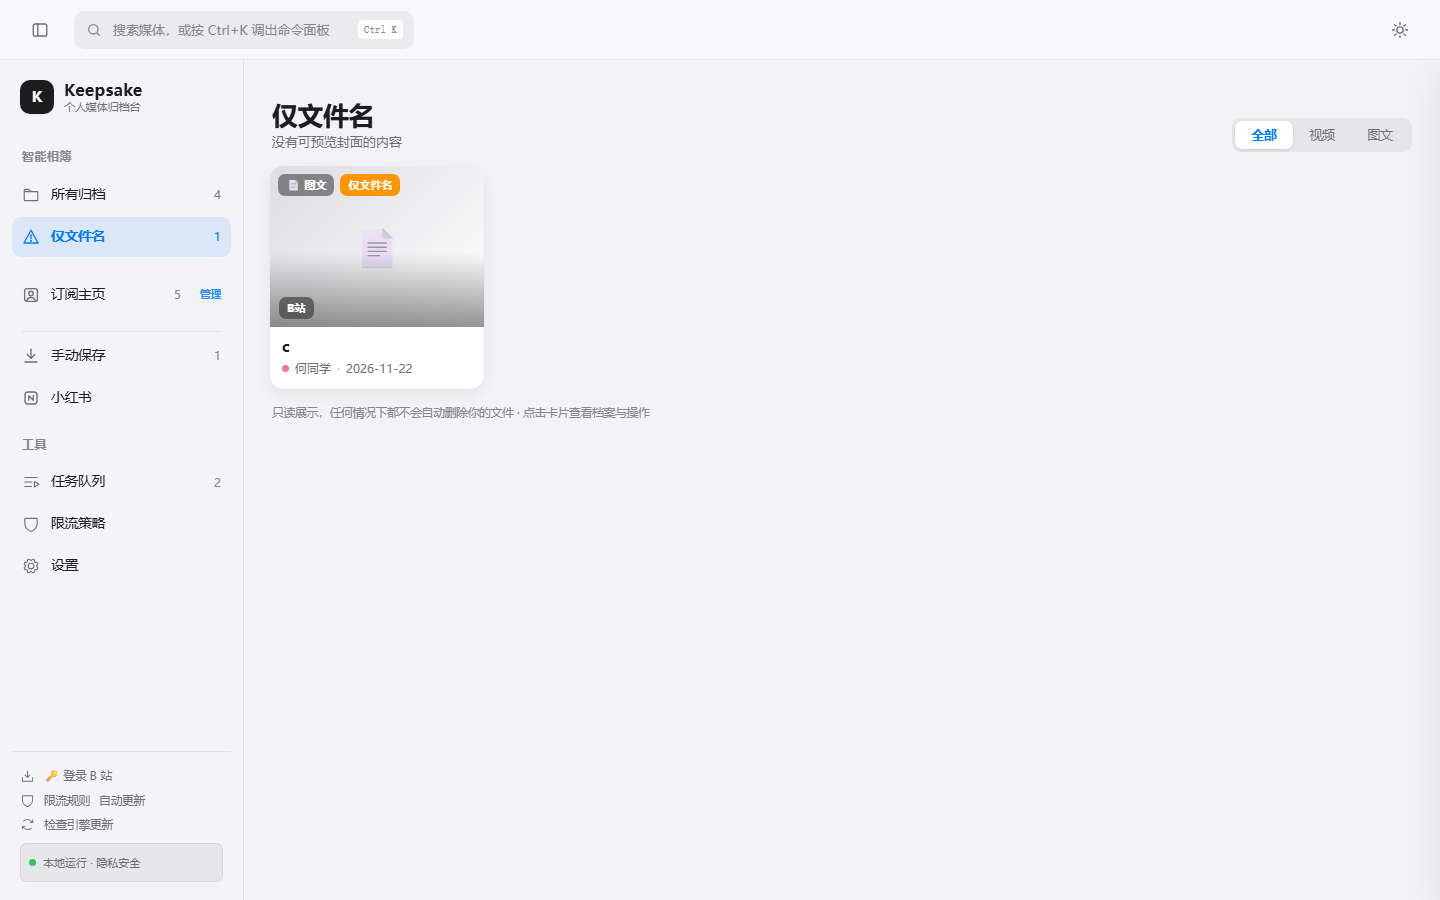 搜索媒体，或按 Ctrl+K 调出命令面板
Ctrl K
K
Keepsake
个人媒体归档台
智能相簿
所有归档 4
仅文件名 1
订阅主页 5 管理
手动保存 1
小红书
工具
任务队列 2
限流策略
设置
🔑 登录 B 站
限流规则 自动更新
检查引擎更新
本地运行 · 隐私安全
仅文件名
没有可预览封面的内容
全部 视频 图文
图文 仅文件名
B站
c
何同学 · 2026-11-22
只读展示，任何情况下都不会自动删除你的文件 · 点击卡片查看档案与操作